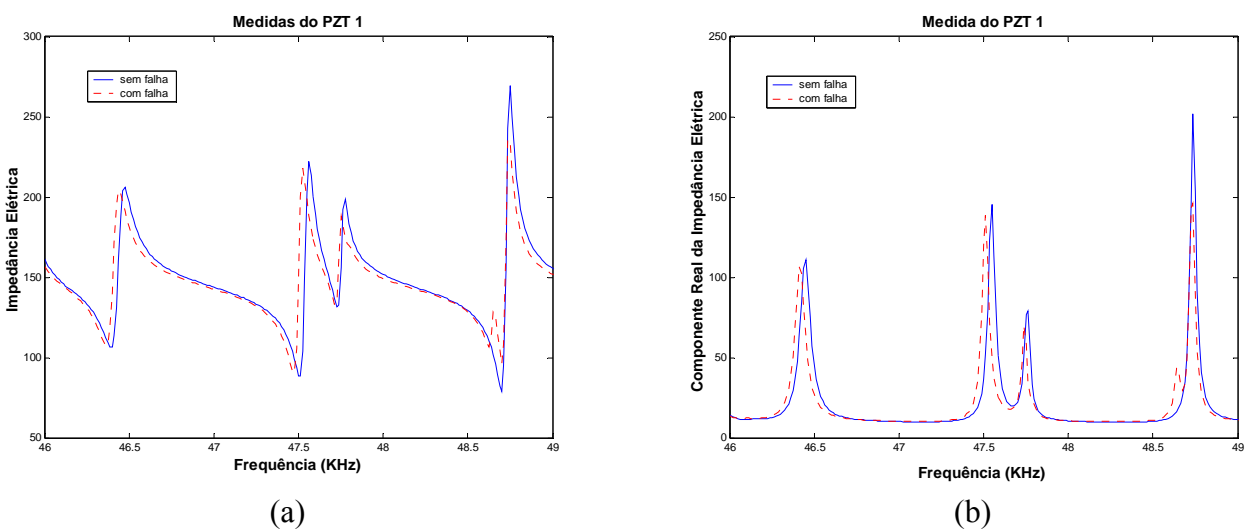 Medidas do PZT 1
300
250
200
150
100
50
Impedância Elétrica
sem falha
com falha
46
46.5
47
47.5
48
48.5
49
Frequência (KHz)
(a)
Medida do PZT 1
250
200
150
100
50
0
Componente Real da Impedância Elétrica
sem falha
com falha
46
46.5
47
47.5
48
48.5
49
Frequência (KHz)
(b)